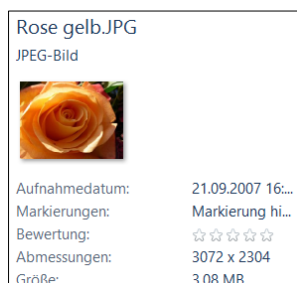 Rose gelb.JPG
JPEG-Bild
Aufnahmedatum: 21.09.2007 16:...
Markierungen: Markierung hi...
Bewertung:
Abmessungen: 3072 x 2304
Größe: 3,08 MB